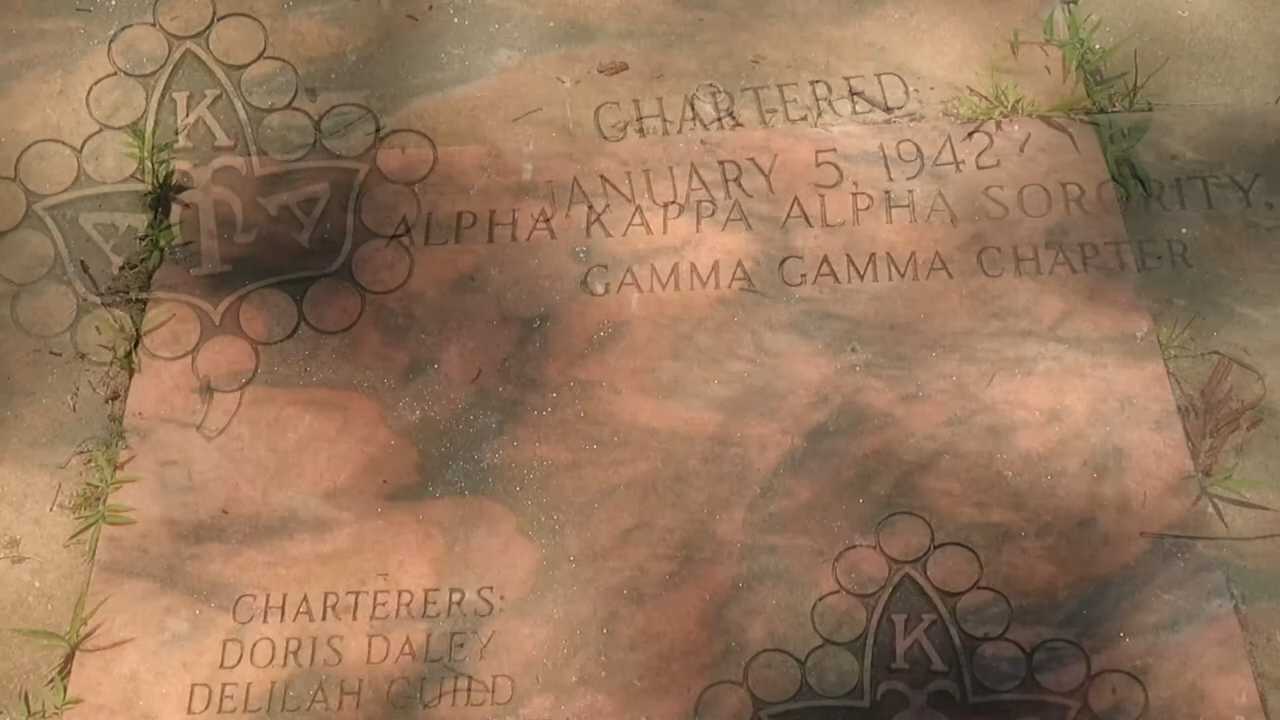 K
A A
CHARTERED
JANUARY 5, 1942
ALPHA KAPPA ALPHA SORORITY,
GAMMA GAMMA CHAPTER
CHARTERERS:
DORIS DALEY
DELILAH GUILD
K